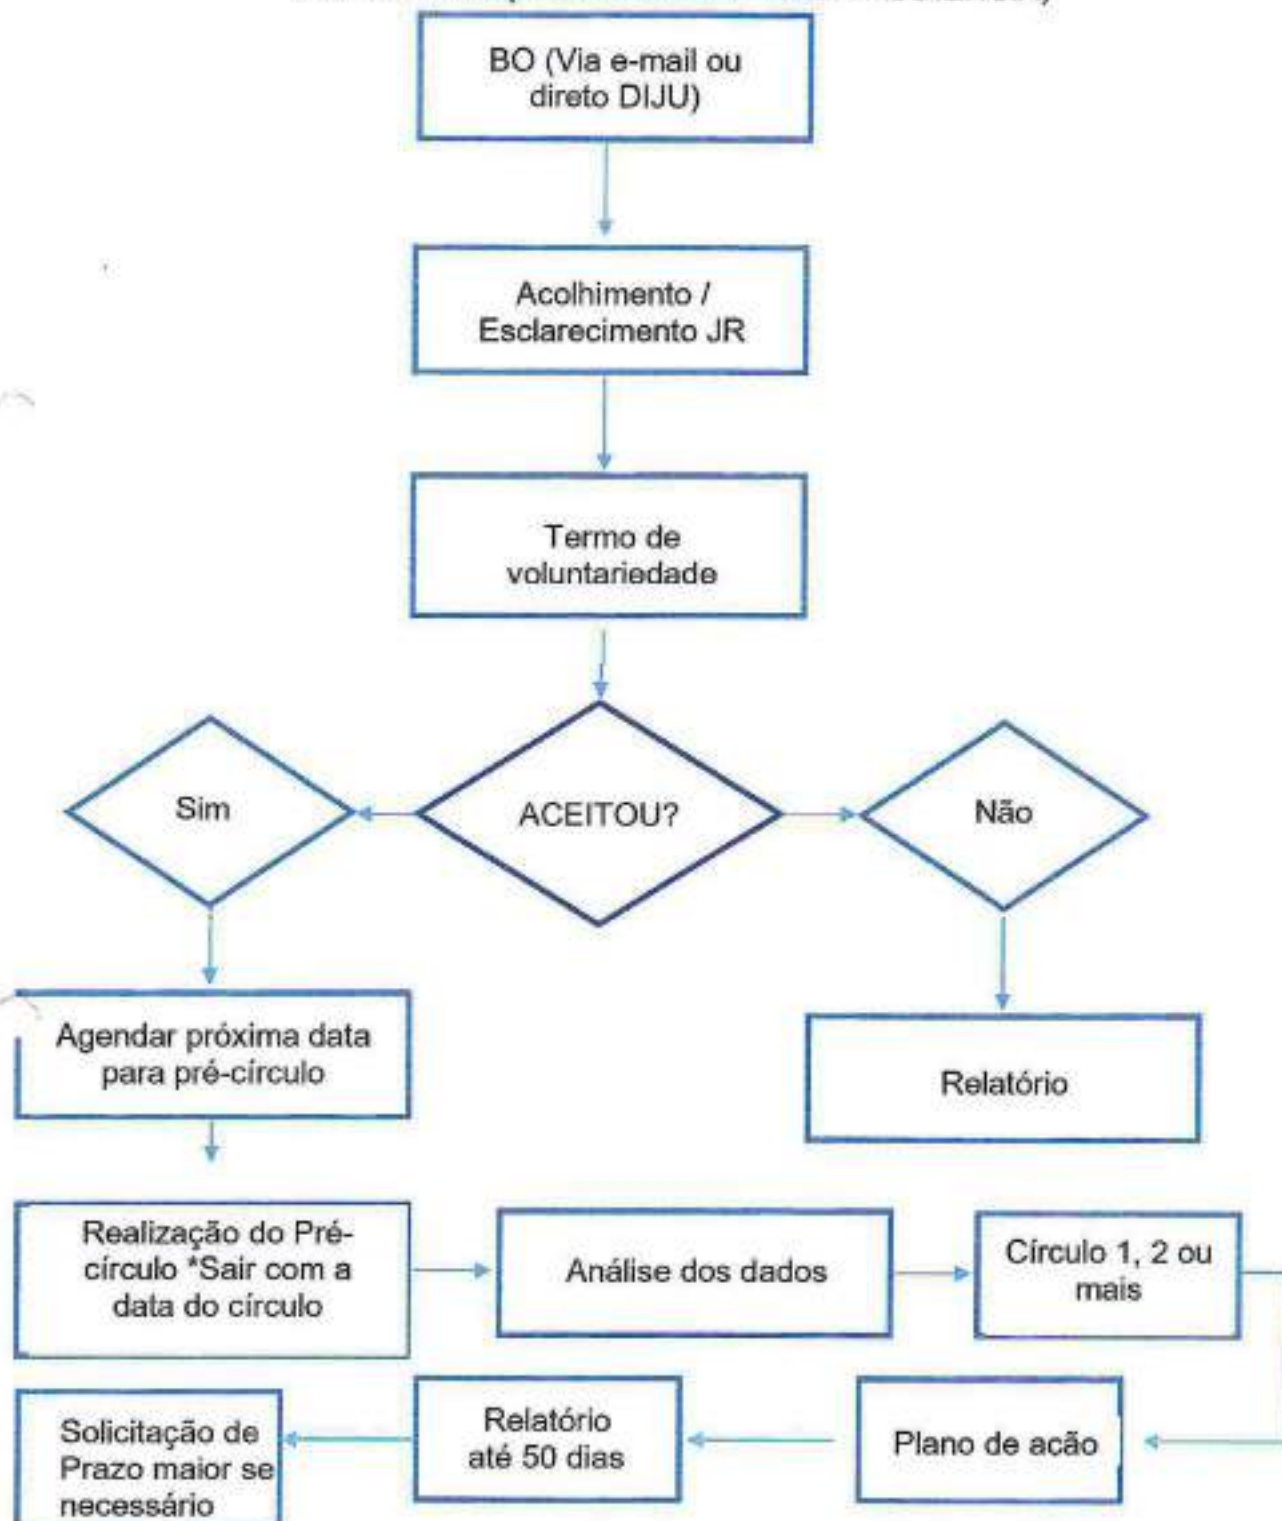 BO (Via e-mail ou
direto DIJU)
Acolhimento /
Esclarecimento JR
Termo de
voluntariedade
Sim
ACEITOU?
Não
Agendar próxima data
para pré-círculo
Relatório
Realização do Pré-
círculo *Sair com a
data do círculo
Análise dos dados
Círculo 1, 2 ou
mais
Solicitação de
Prazo maior se
necessário
Relatório
até 50 dias
Plano de ação